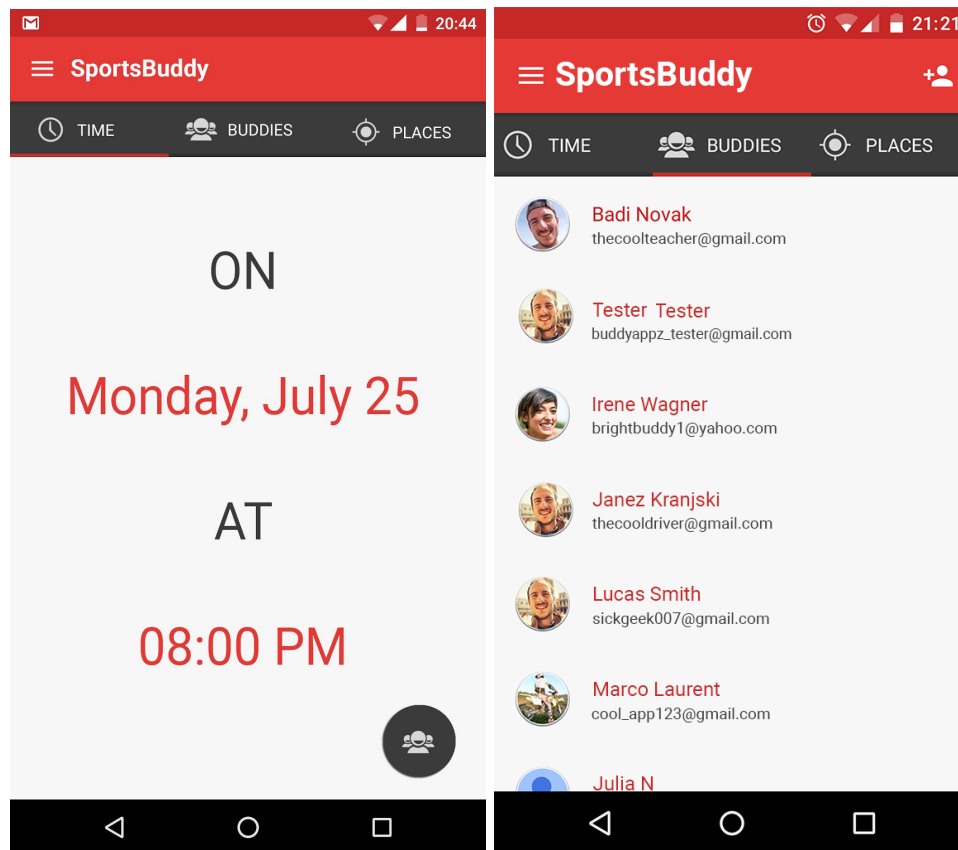 20:44
SportsBuddy
TIME BUDDIES PLACES
ON
Monday, July 25
AT
08:00 PM
21:21
SportsBuddy
TIME BUDDIES PLACES
Badi Novak
thecoolteacher@gmail.com
Tester Tester
buddyappz_tester@gmail.com
Irene Wagner
brightbuddy1@yahoo.com
Janez Kranjski
thecooldriver@gmail.com
Lucas Smith
sickgeek007@gmail.com
Marco Laurent
cool_app123@gmail.com
Julia N